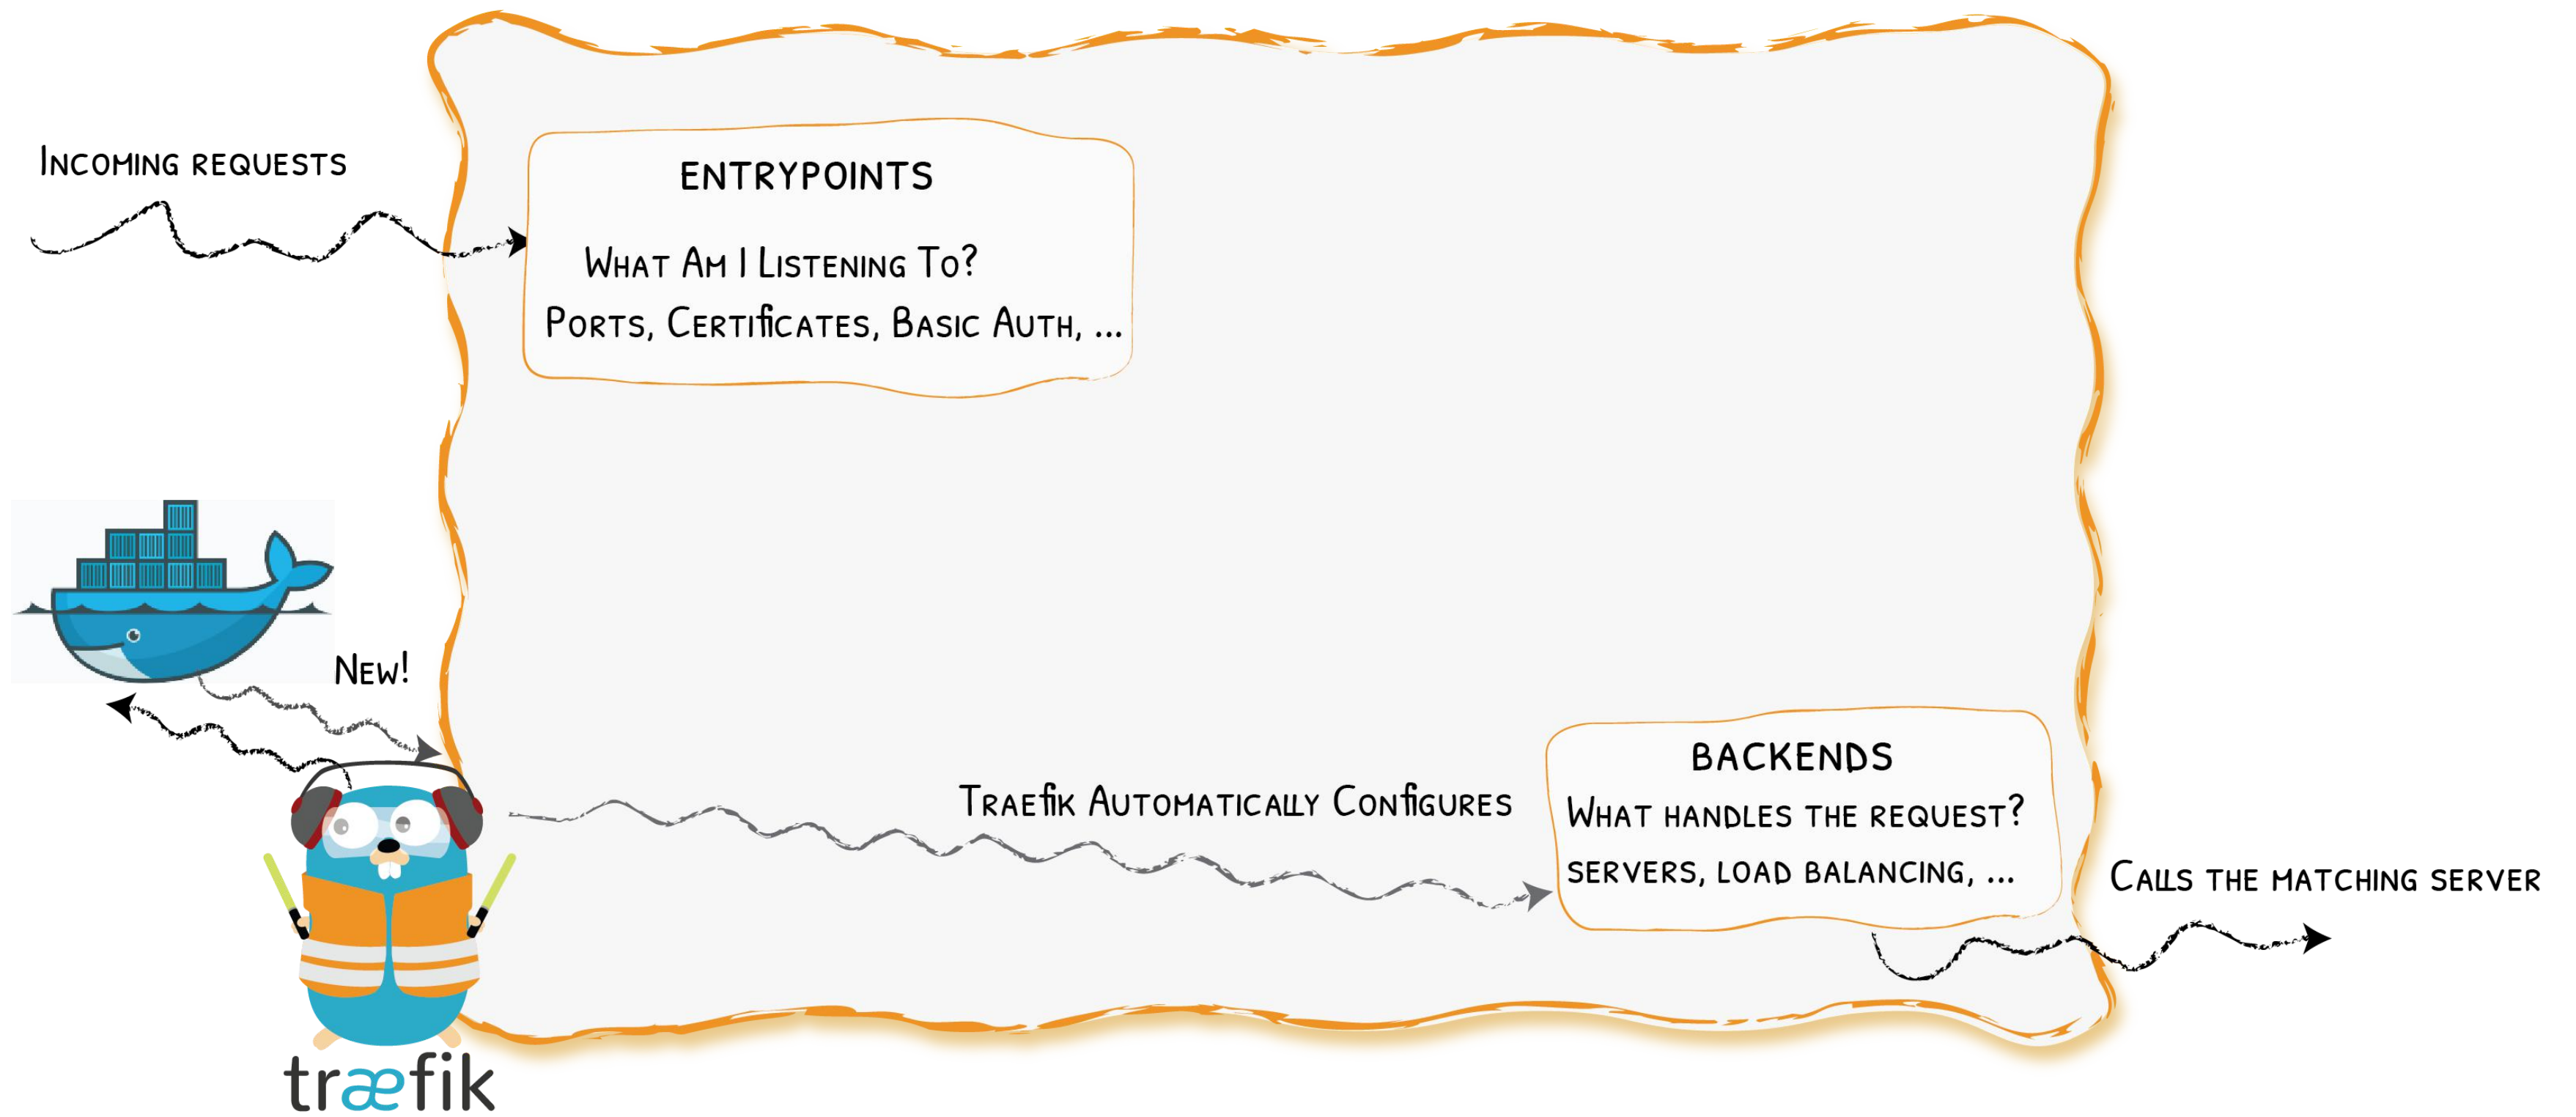 Incoming requests
ENTRYPOINTS
What Am I Listening To?
Ports, Certificates, Basic Auth, ...
New!
Traefik Automatically Configures
BACKENDS
What handles the request?
servers, load balancing, ...
Calls the matching server
træfik